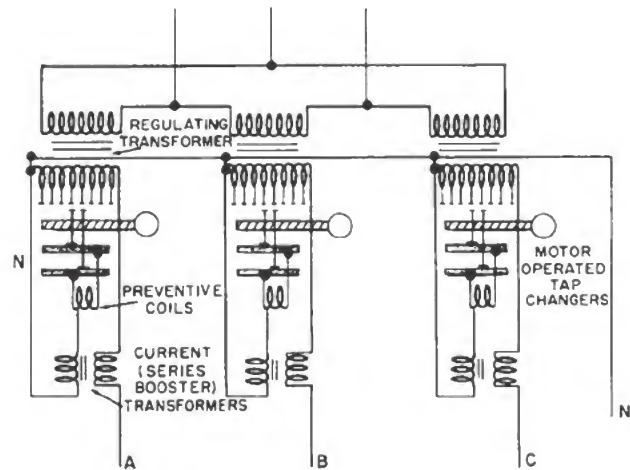 REGULATING
TRANSFORMER
N
MOTOR
OPERATED
TAP
CHANGERS
PREVENTIVE
COILS
CURRENT
(SERIES
BOOSTER)
TRANSFORMERS
N
A
B
C